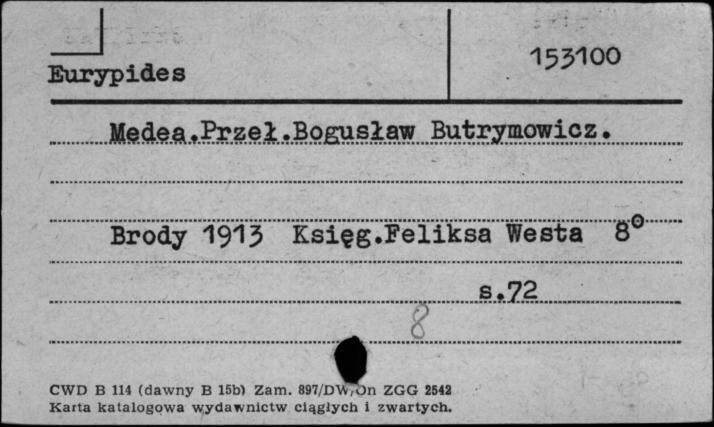 153100
Eurypides
Medea.Przeł.Bogusław Butrymowicz.
Brody 1913 Księg.Feliksa Westa 8°
s.72
8
CWD B 114 (dawny B 15b) Zam. 897/DW/On ZGG 2542
Karta katalogowa wydawnictw ciągłych i zwartych.